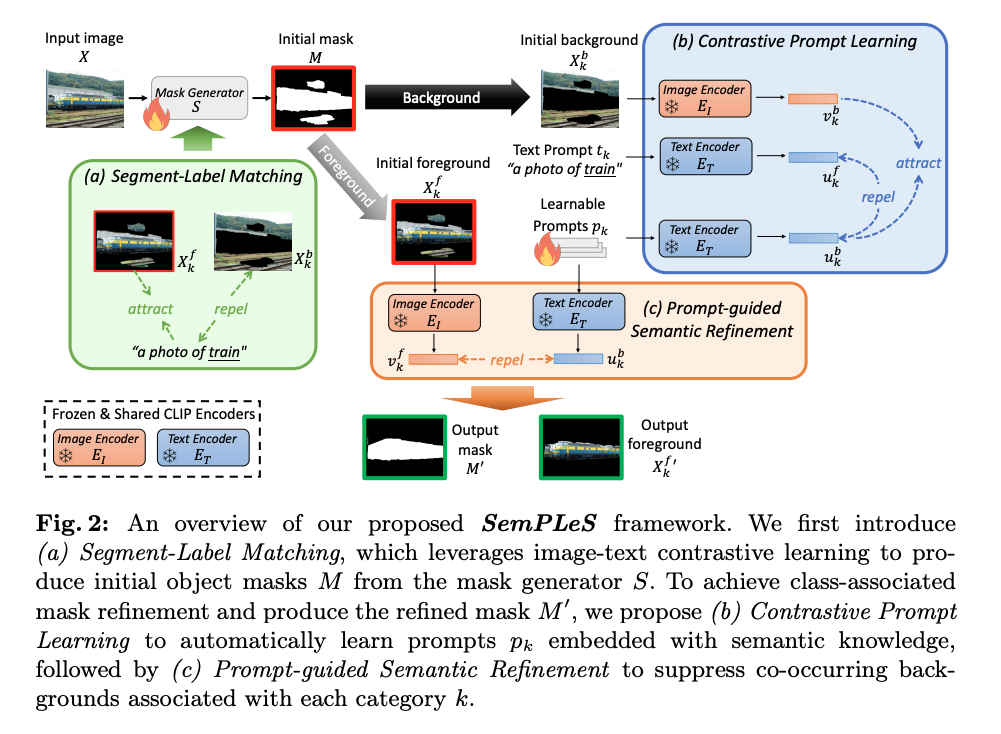 Input image
X
Mask Generator
S
Initial mask
M
Background
Foreground
Initial background
X_k^b
(b) Contrastive Prompt Learning
Image Encoder
E_I
v_k^b
Text Prompt t_k
“a photo of train"
Text Encoder
E_T
u_k^f
attract
repel
Learnable
Prompts p_k
Text Encoder
E_T
u_k^b
(a) Segment-Label Matching
X_k^f
X_k^b
attract
repel
“a photo of train"
Initial foreground
X_k^f
(c) Prompt-guided
Semantic Refinement
Image Encoder
E_I
Text Encoder
E_T
v_k^f
repel
u_k^b
Frozen & Shared CLIP Encoders
Image Encoder
E_I
Text Encoder
E_T
Output
mask
M′
Output
foreground
X_k^f′
Fig. 2: An overview of our proposed SemPLeS framework. We first introduce
(a) Segment-Label Matching, which leverages image-text contrastive learning to pro-
duce initial object masks M from the mask generator S. To achieve class-associated
mask refinement and produce the refined mask M′, we propose (b) Contrastive Prompt
Learning to automatically learn prompts p_k embedded with semantic knowledge,
followed by (c) Prompt-guided Semantic Refinement to suppress co-occurring back-
grounds associated with each category k.